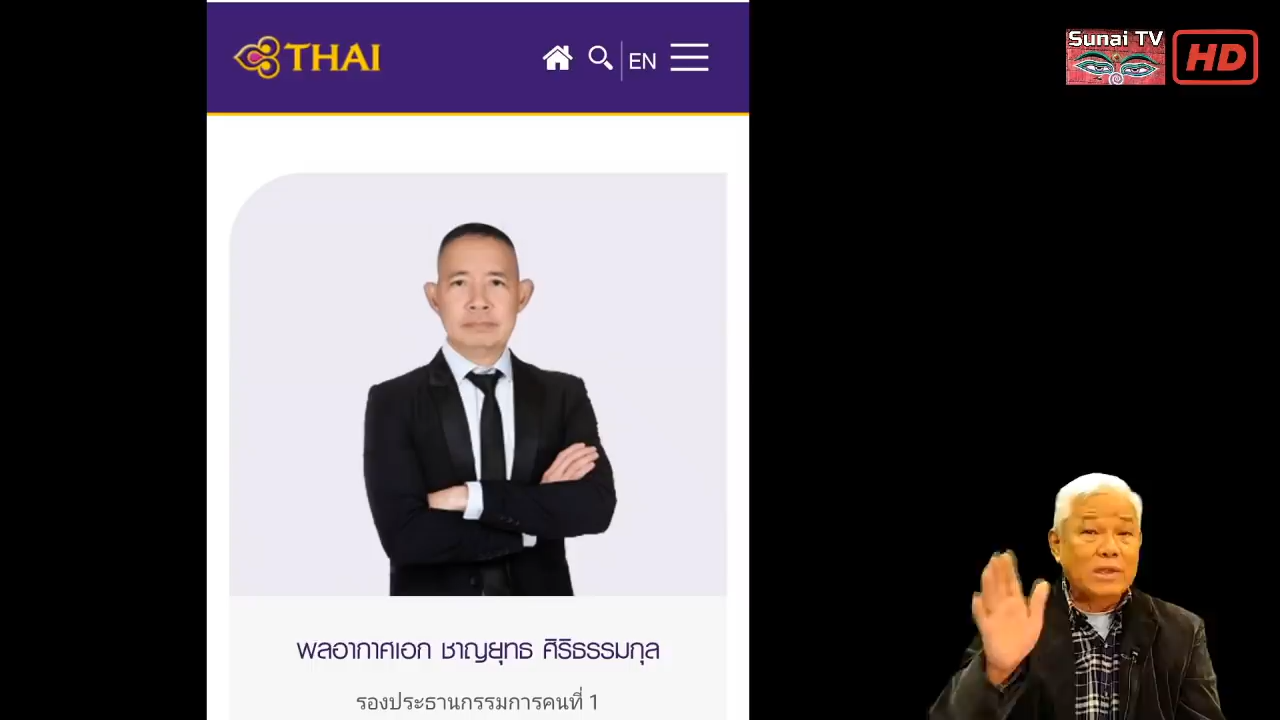 THAI
EN
Sunai TV
HD
พลอากาศเอก ชาญยุทธ ศิริธรรมกุล
รองประธานกรรมการคนที่ 1